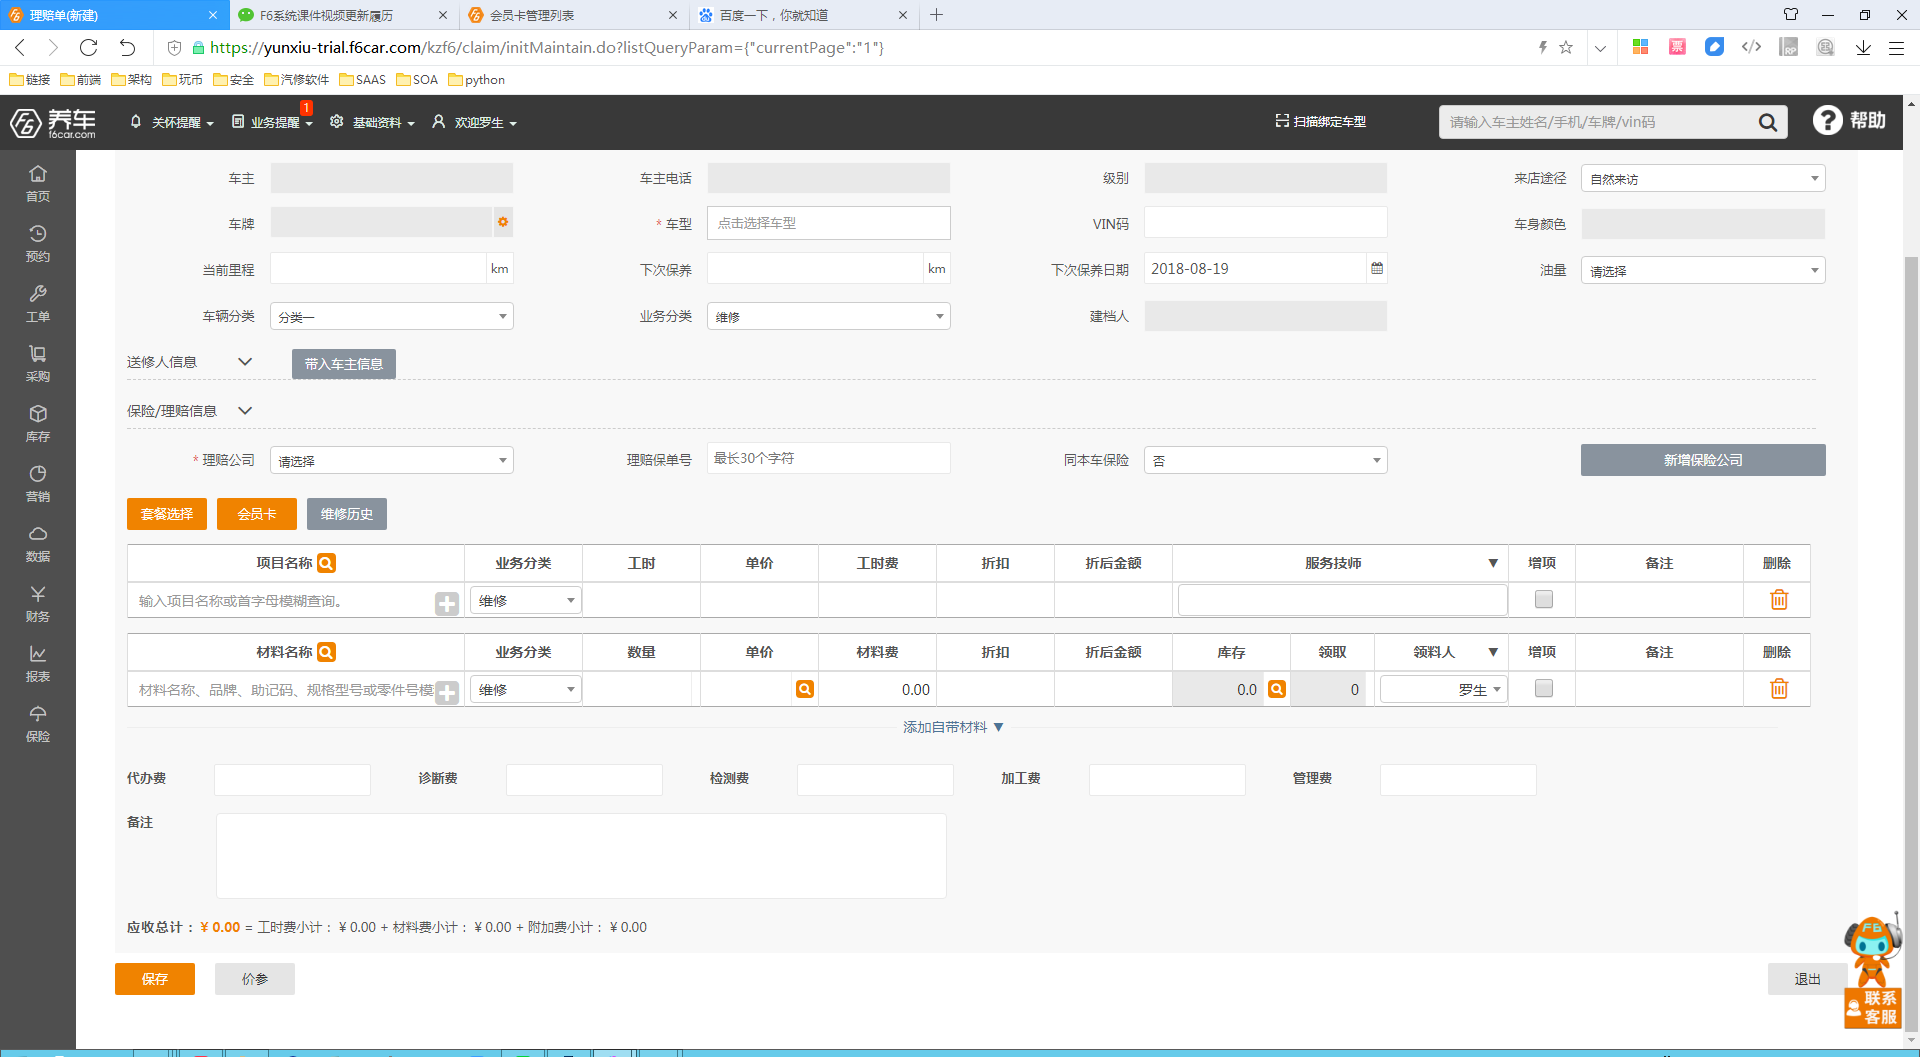 理赔单(新建)
F6系统课件视频更新履历
会员卡管理列表
百度一下，你就知道
https://yunxiu-trial.f6car.com/kzf6/claim/initMaintain.do?listQueryParam={"currentPage":"1"}
票
RP
链接 前端 架构 玩币 安全 汽修软件 SAAS SOA python
养车
f6car.com
关怀提醒
业务提醒
1
基础资料
欢迎罗生
扫描绑定车型
请输入车主姓名/手机/车牌/vin码
帮助
首页
预约
工单
采购
库存
营销
数据
财务
报表
保险
车主 车主电话 级别 来店途径 自然来访
车牌 * 车型 点击选择车型 VIN码 车身颜色
当前里程 km 下次保养 km 下次保养日期 2018-08-19 油量 请选择
车辆分类 分类一 业务分类 维修 建档人
送修人信息 带入车主信息
保险/理赔信息
* 理赔公司 请选择 理赔保单号 最长30个字符 同本车保险 否 新增保险公司
套餐选择 会员卡 维修历史
项目名称 业务分类 工时 单价 工时费 折扣 折后金额 服务技师 ▼ 增项 备注 删除
输入项目名称或首字母模糊查询。 维修
材料名称 业务分类 数量 单价 材料费 折扣 折后金额 库存 领取 领料人 ▼ 增项 备注 删除
材料名称、品牌、助记码、规格型号或零件号模 维修 0.00 0.0 0 罗生
添加自带材料 ▼
代办费 诊断费 检测费 加工费 管理费
备注
应收总计： ¥ 0.00 = 工时费小计： ¥ 0.00 + 材料费小计： ¥ 0.00 + 附加费小计： ¥ 0.00
保存 价参 退出
F6
联系
客服